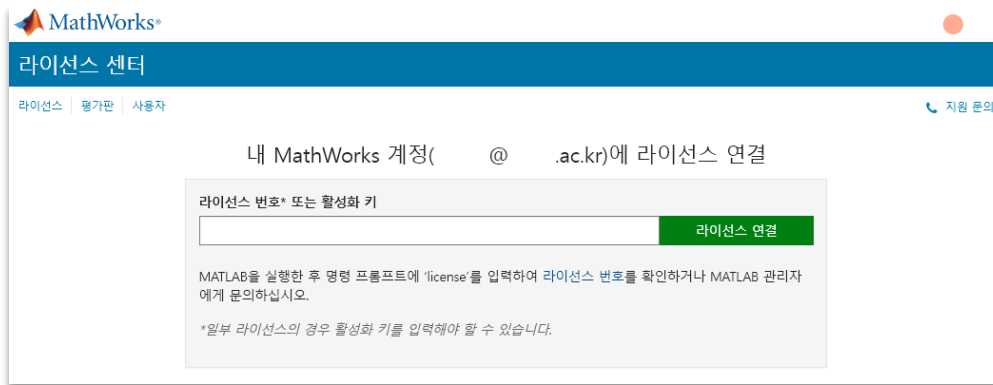 MathWorks®
라이선스 센터
라이선스 평가판 사용자
지원 문의
내 MathWorks 계정( @ .ac.kr)에 라이선스 연결
라이선스 번호* 또는 활성화 키
라이선스 연결
MATLAB을 실행한 후 명령 프롬프트에 ‘license’를 입력하여 라이선스 번호를 확인하거나 MATLAB 관리자
에게 문의하십시오.
*일부 라이선스의 경우 활성화 키를 입력해야 할 수 있습니다.